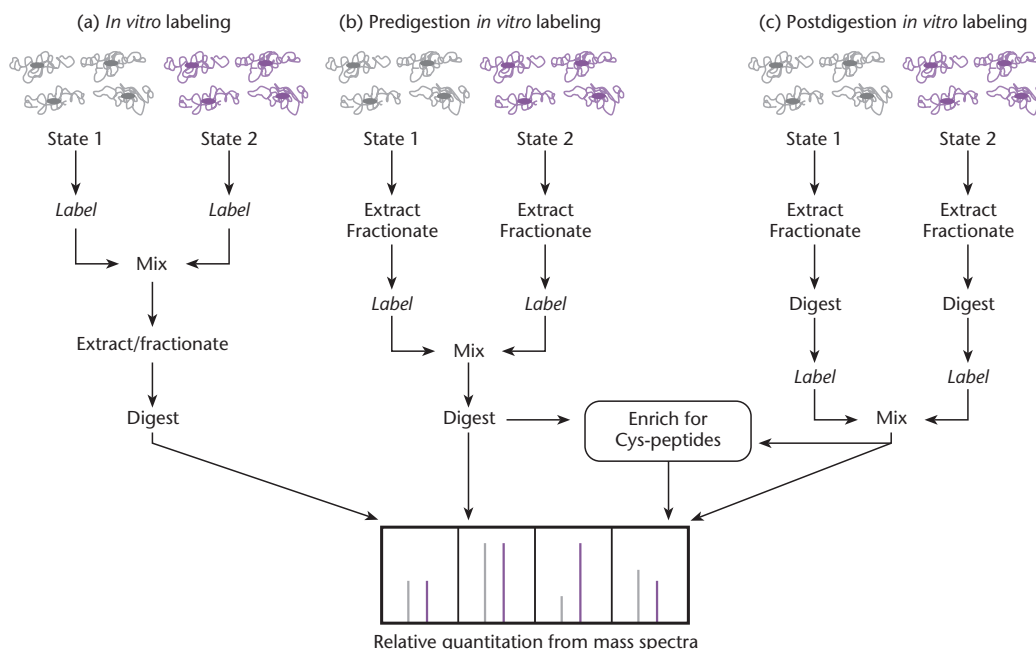 (a) In vitro labeling
(b) Predigestion in vitro labeling
(c) Postdigestion in vitro labeling
State 1
State 2
State 1
State 2
State 1
State 2
Label
Label
Extract
Fractionate
Extract
Fractionate
Extract
Fractionate
Extract
Fractionate
Mix
Label
Label
Digest
Digest
Extract/fractionate
Mix
Label
Label
Digest
Digest
Enrich for
Cys-peptides
Mix
Relative quantitation from mass spectra